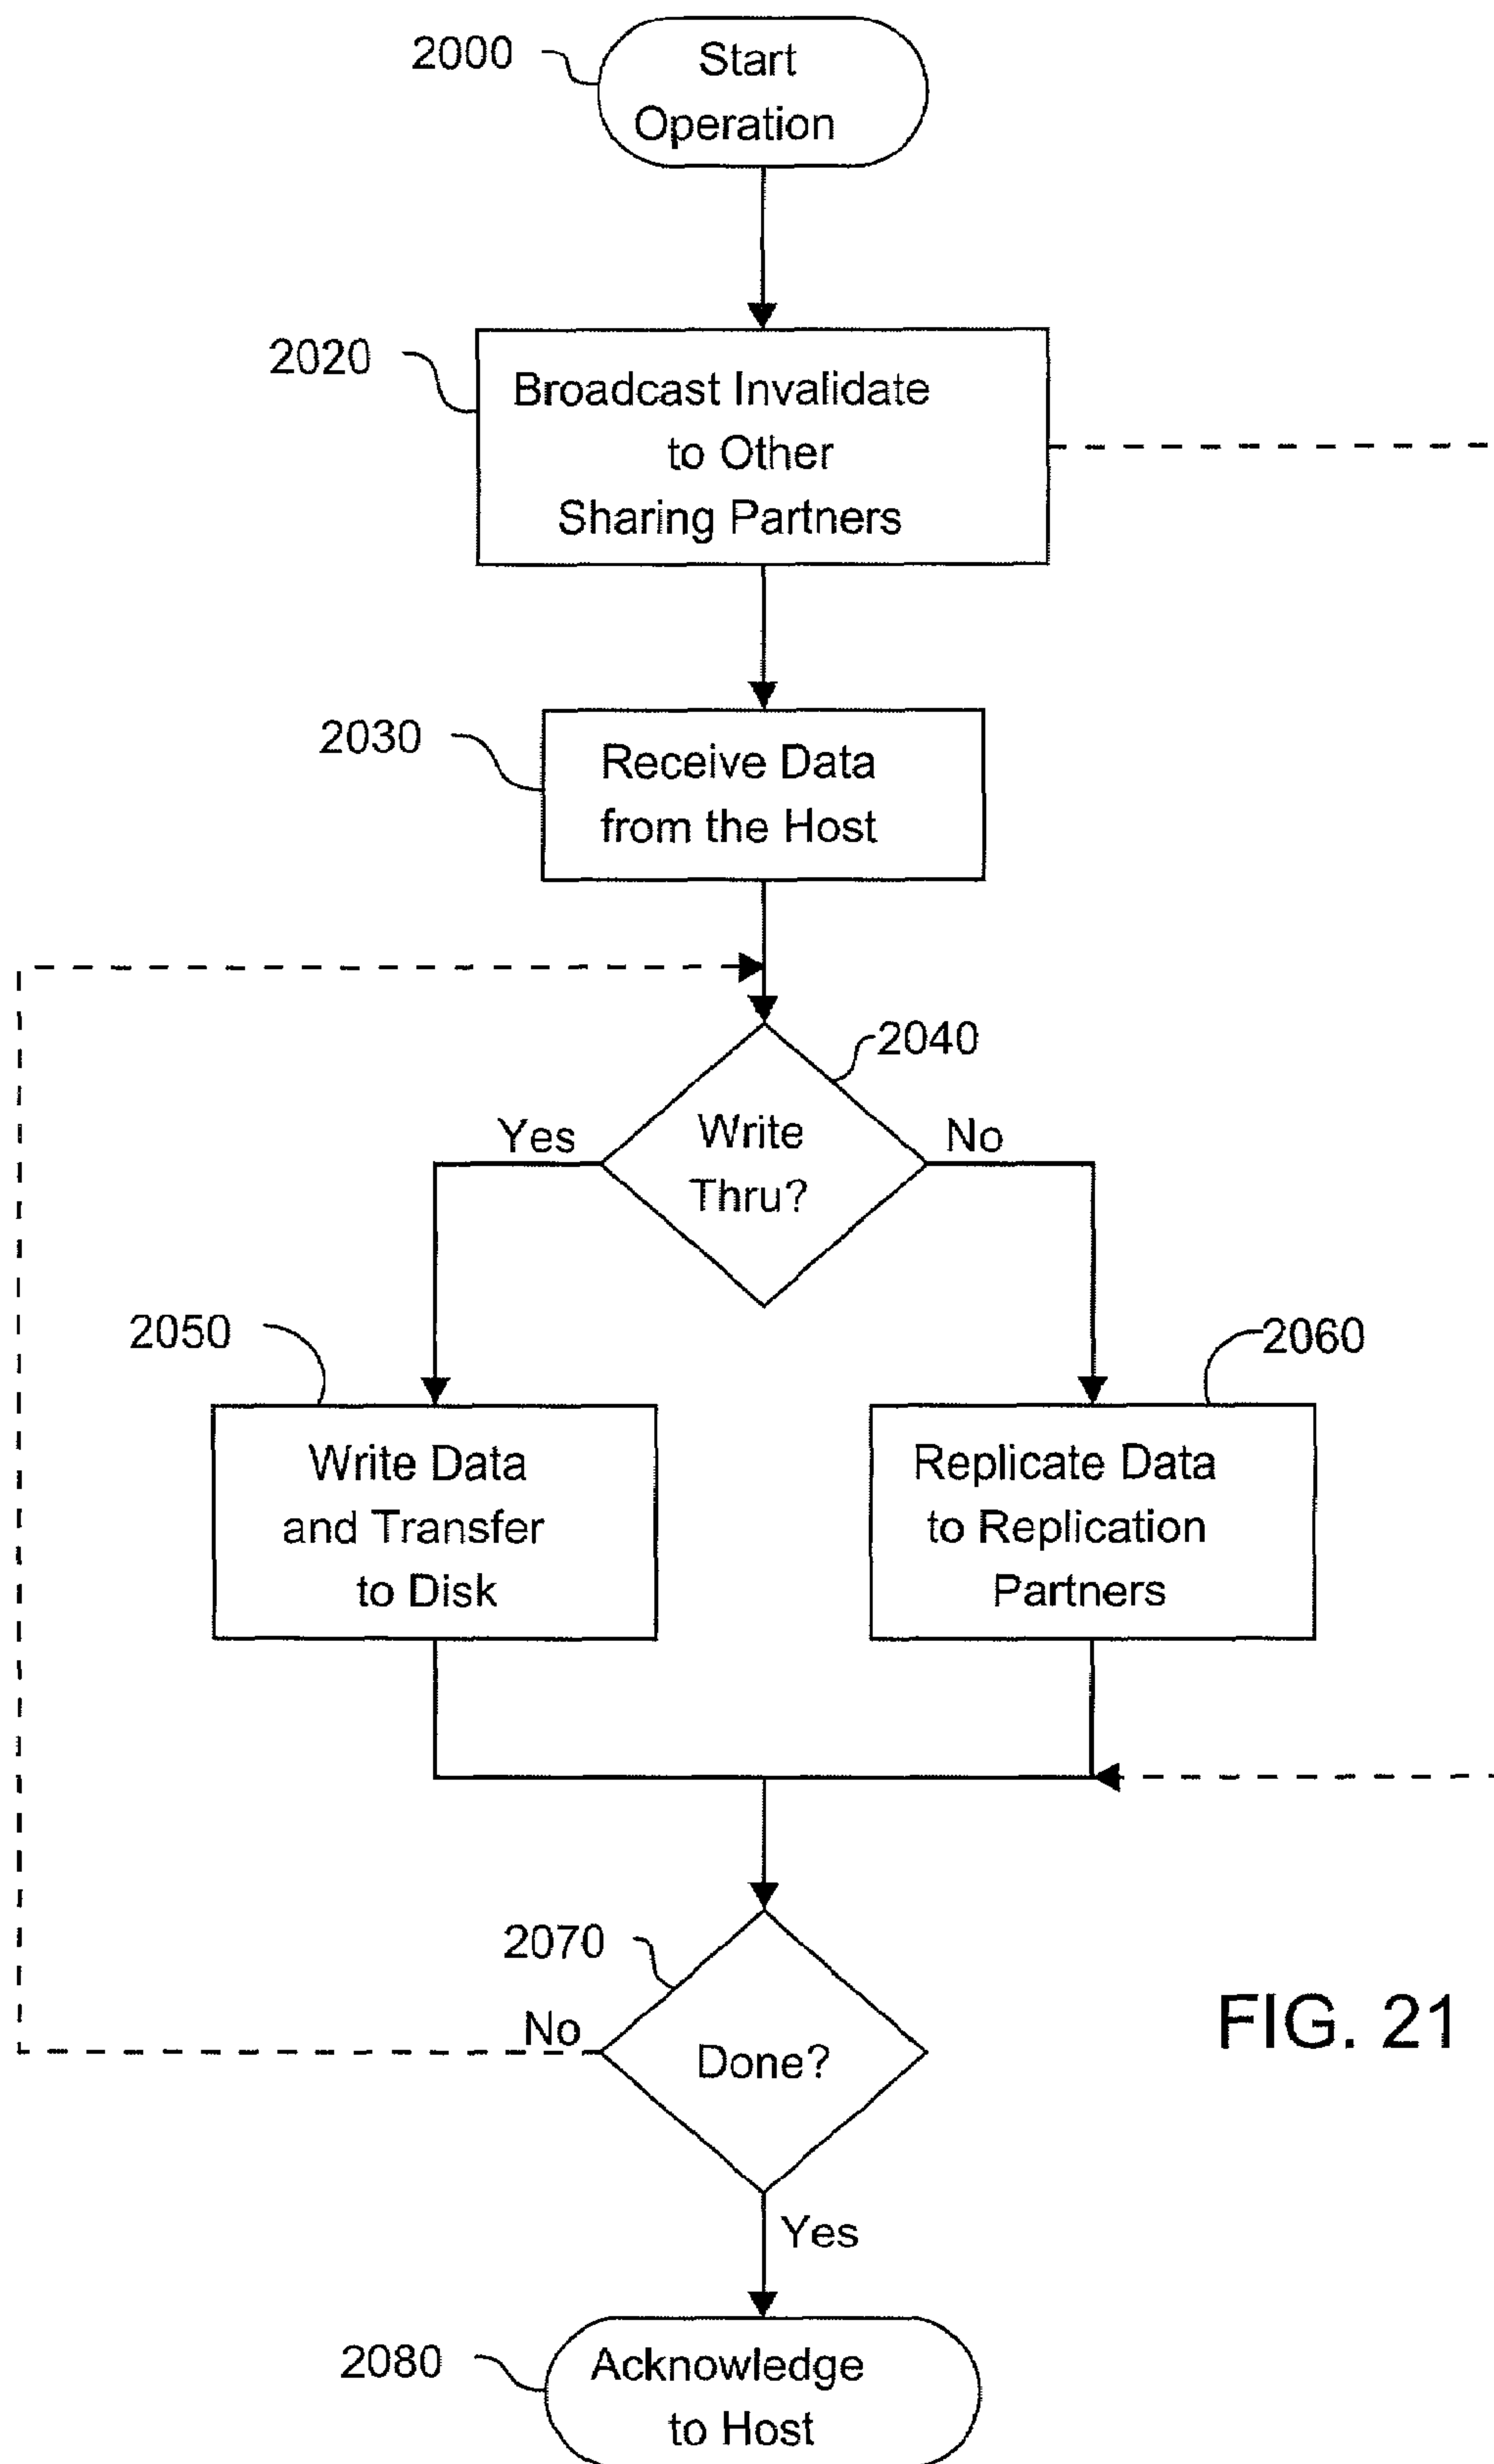 2000
Start
Operation
2020
Broadcast Invalidate
to Other
Sharing Partners
2030
Receive Data
from the Host
2040
Write
Thru?
Yes
No
2050
Write Data
and Transfer
to Disk
2060
Replicate Data
to Replication
Partners
2070
Done?
No
Yes
FIG. 21
2080
Acknowledge
to Host